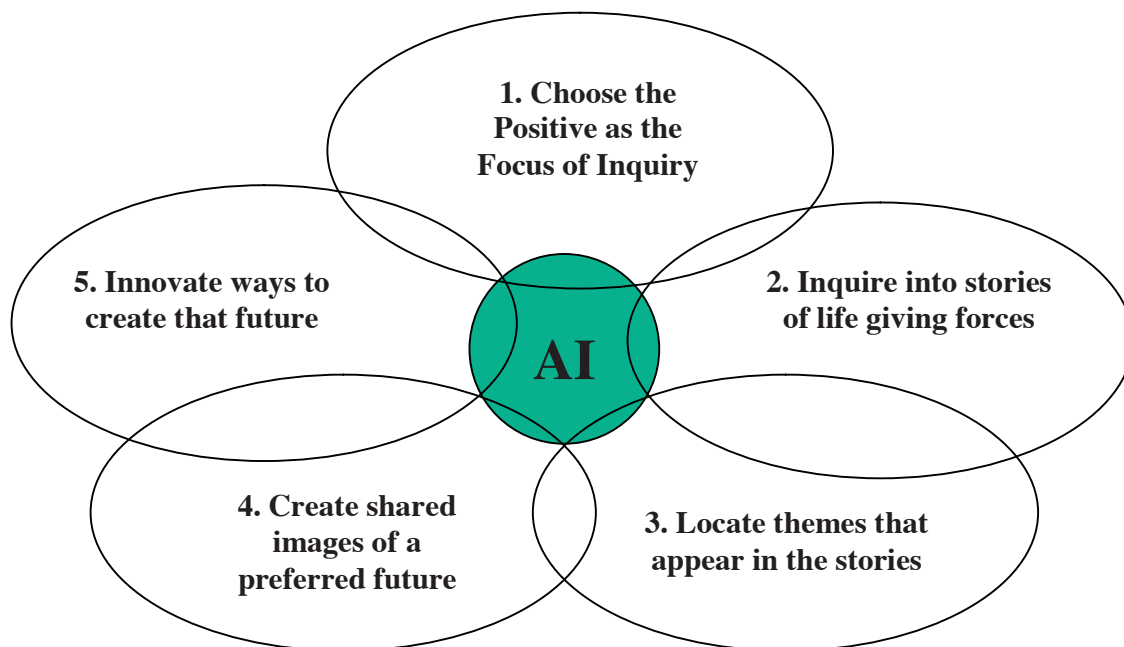 1. Choose the
Positive as the
Focus of Inquiry
2. Inquire into stories
of life giving forces
3. Locate themes that
appear in the stories
4. Create shared
images of a
preferred future
5. Innovate ways to
create that future
AI